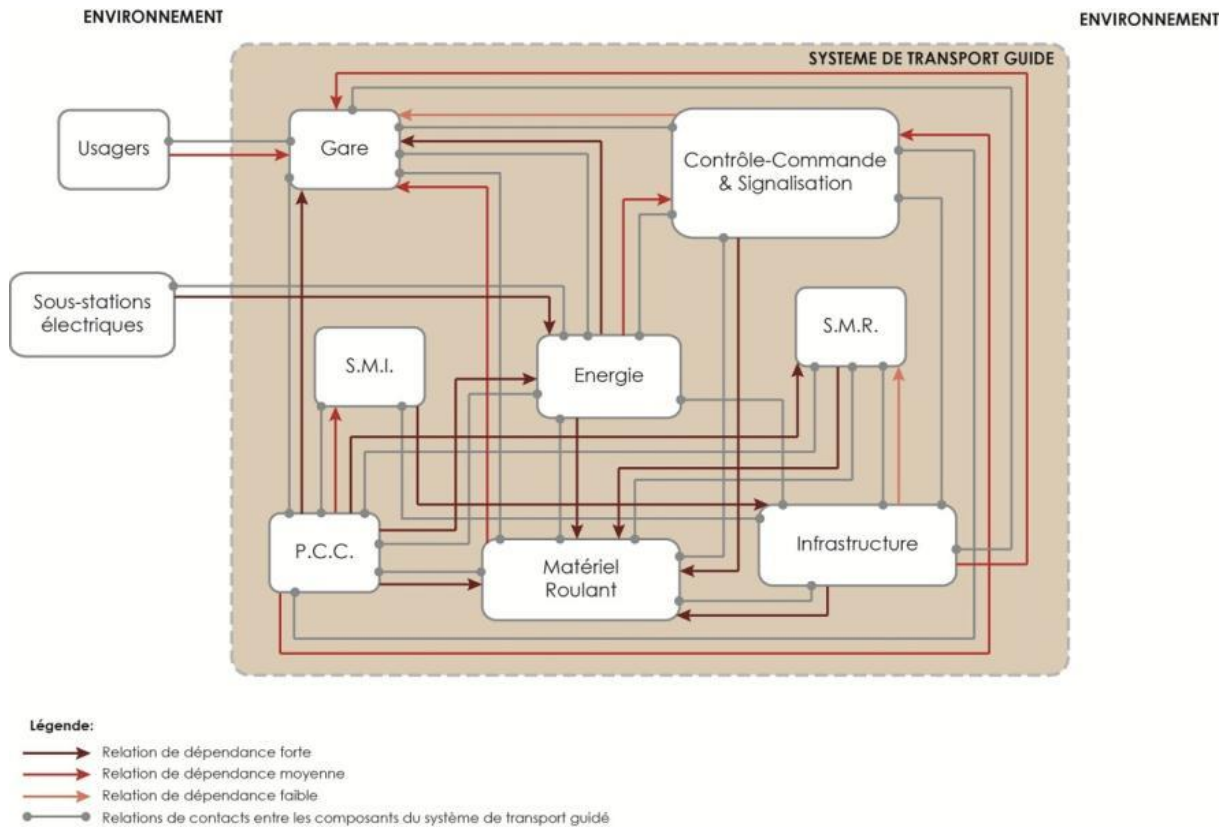 ENVIRONNEMENT
ENVIRONNEMENT
SYSTEME DE TRANSPORT GUIDE
Usagers
Gare
Contrôle-Commande
& Signalisation
Sous-stations
électriques
S.M.I.
Energie
S.M.R.
P.C.C.
Matériel
Roulant
Infrastructure
Légende:
Relation de dépendance forte
Relation de dépendance moyenne
Relation de dépendance faible
Relations de contacts entre les composants du système de transport guidé